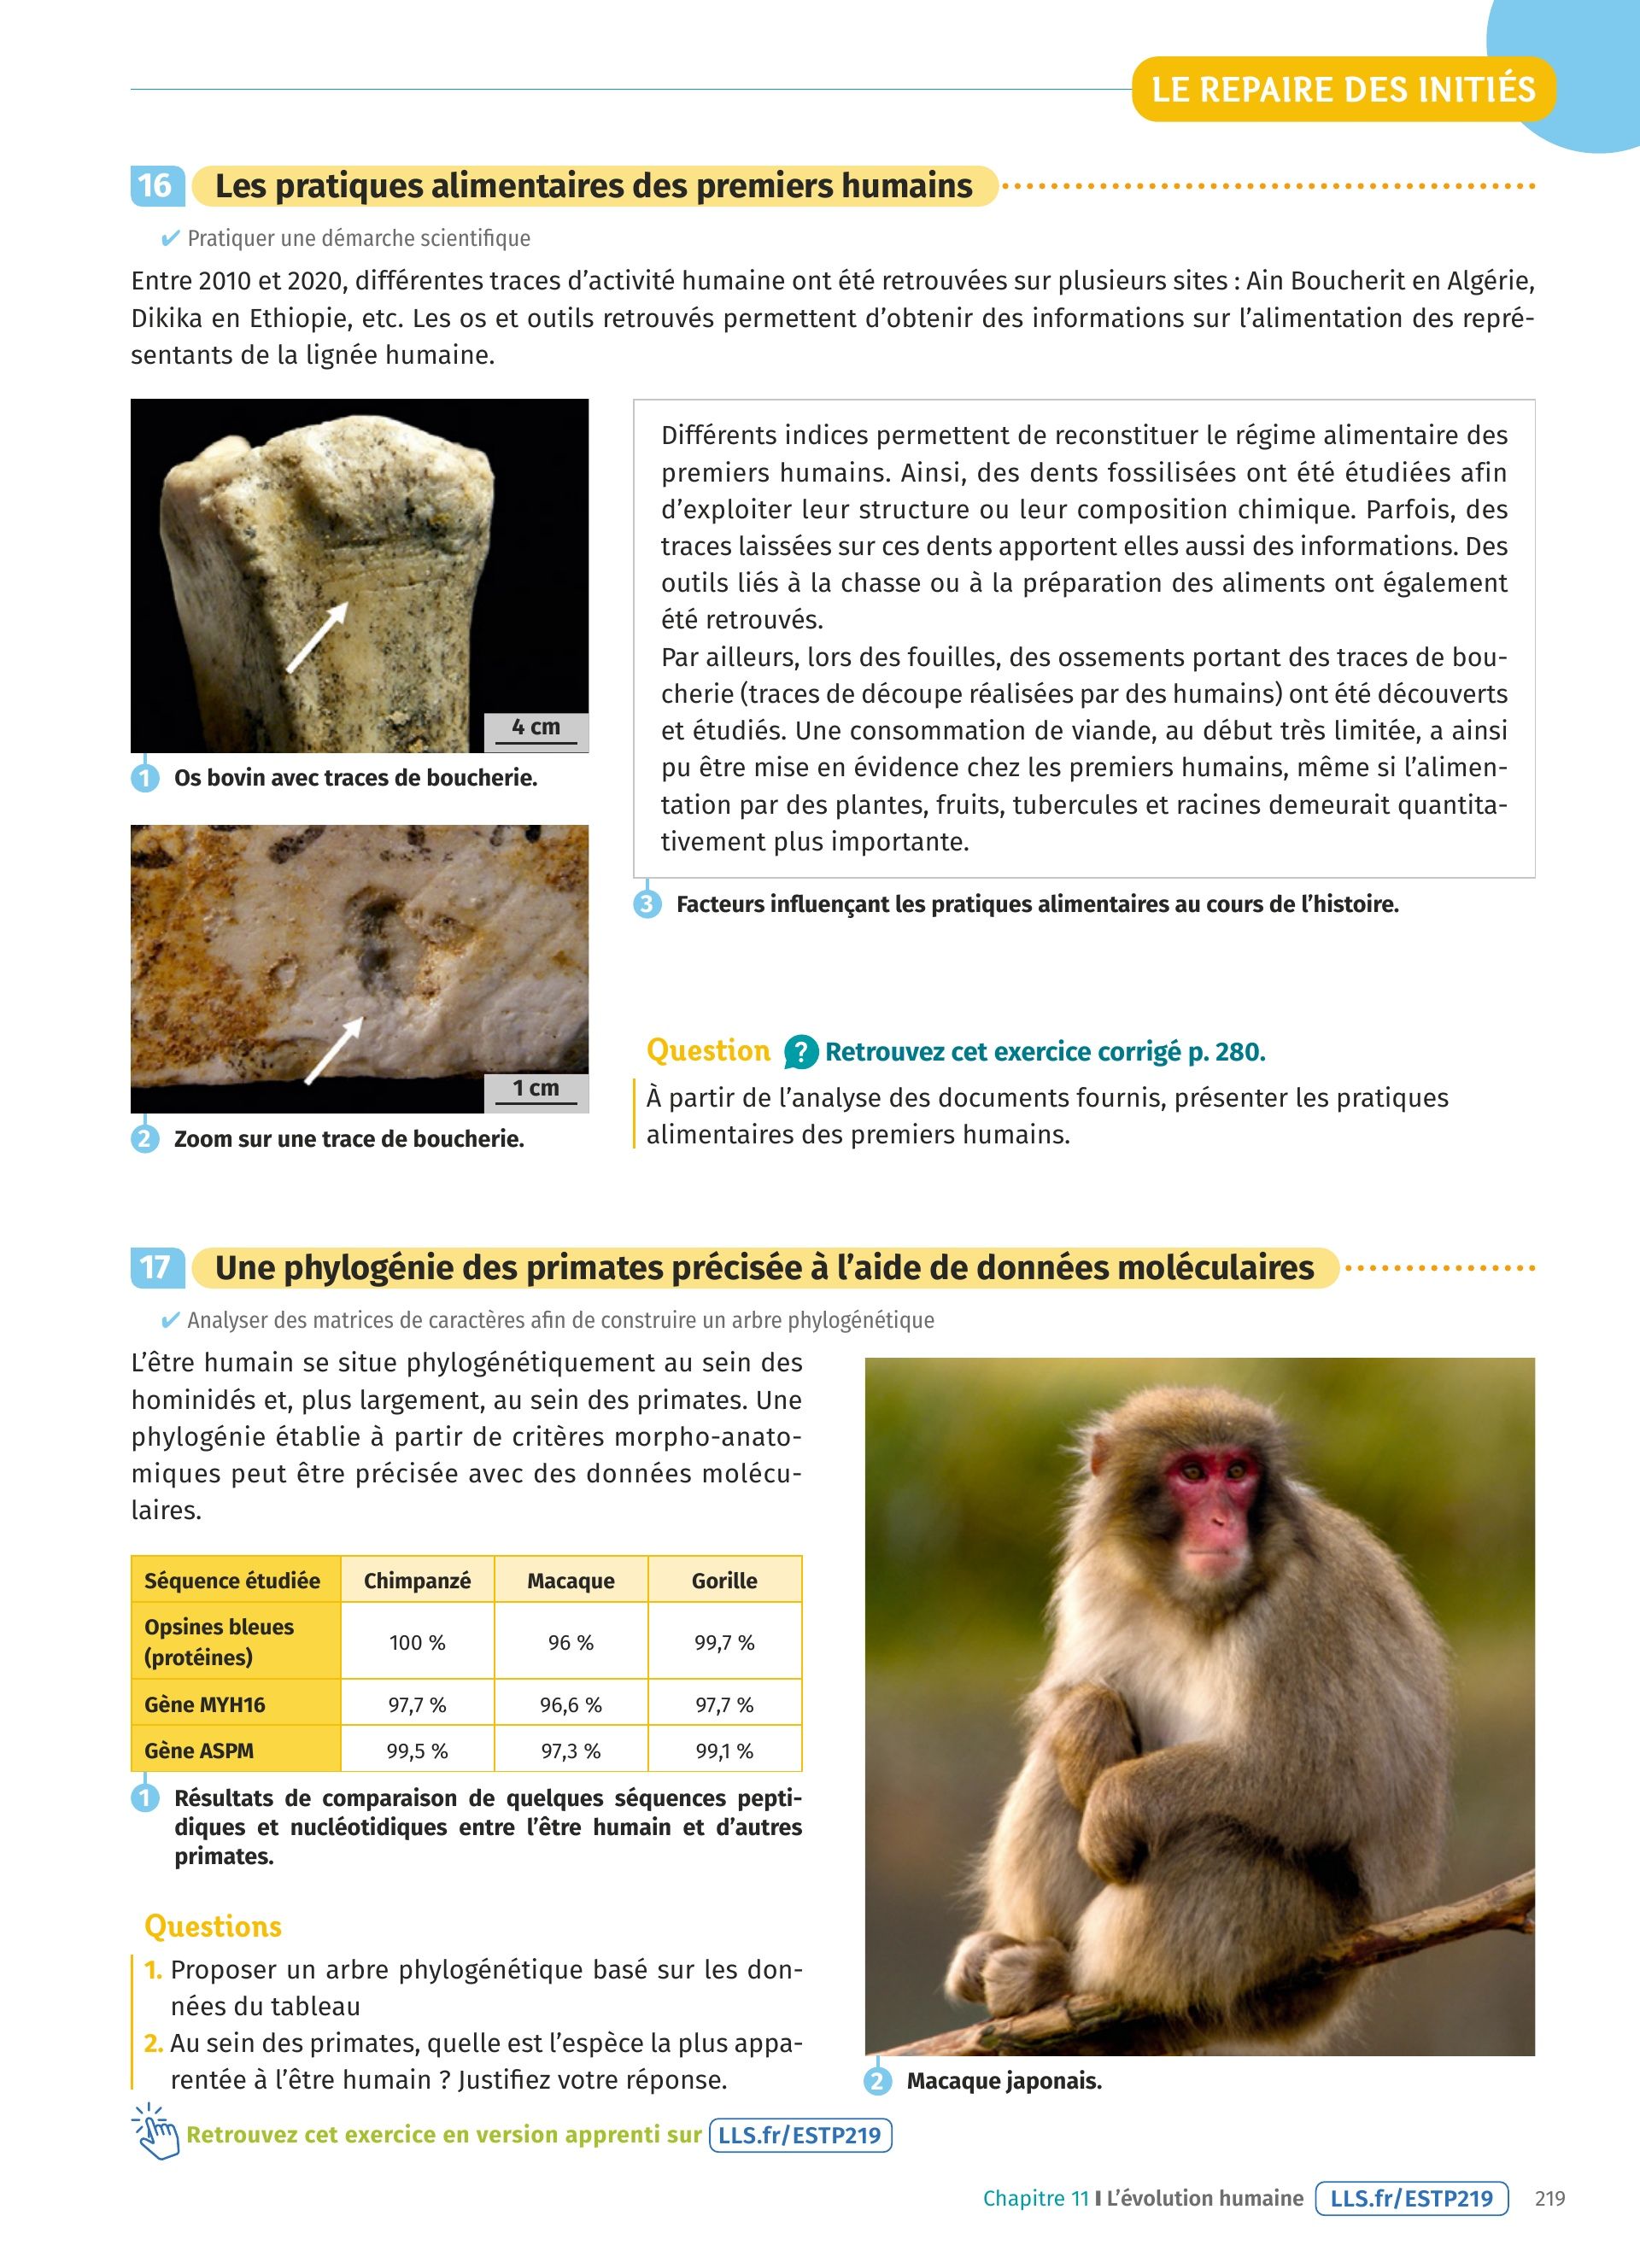 LE REPAIRE DES INITIÉS
16 Les pratiques alimentaires des premiers humains
✔ Pratiquer une démarche scientifique
Entre 2010 et 2020, différentes traces d’activité humaine ont été retrouvées sur plusieurs sites : Ain Boucherit en Algérie,
Dikika en Ethiopie, etc. Les os et outils retrouvés permettent d’obtenir des informations sur l’alimentation des repré-
sentants de la lignée humaine.
4 cm
1 Os bovin avec traces de boucherie.
1 cm
2 Zoom sur une trace de boucherie.
Différents indices permettent de reconstituer le régime alimentaire des
premiers humains. Ainsi, des dents fossilisées ont été étudiées afin
d’exploiter leur structure ou leur composition chimique. Parfois, des
traces laissées sur ces dents apportent elles aussi des informations. Des
outils liés à la chasse ou à la préparation des aliments ont également
été retrouvés.
Par ailleurs, lors des fouilles, des ossements portant des traces de bou-
cherie (traces de découpe réalisées par des humains) ont été découverts
et étudiés. Une consommation de viande, au début très limitée, a ainsi
pu être mise en évidence chez les premiers humains, même si l’alimen-
tation par des plantes, fruits, tubercules et racines demeurait quantita-
tivement plus importante.
3 Facteurs influençant les pratiques alimentaires au cours de l’histoire.
Question ? Retrouvez cet exercice corrigé p. 280.
À partir de l’analyse des documents fournis, présenter les pratiques
alimentaires des premiers humains.
17 Une phylogénie des primates précisée à l’aide de données moléculaires
✔ Analyser des matrices de caractères afin de construire un arbre phylogénétique
L’être humain se situe phylogénétiquement au sein des
hominidés et, plus largement, au sein des primates. Une
phylogénie établie à partir de critères morpho-anato-
miques peut être précisée avec des données molécu-
laires.
Séquence étudiée Chimpanzé Macaque Gorille
Opsines bleues
(protéines) 100 % 96 % 99,7 %
Gène MYH16 97,7 % 96,6 % 97,7 %
Gène ASPM 99,5 % 97,3 % 99,1 %
1 Résultats de comparaison de quelques séquences pepti-
diques et nucléotidiques entre l’être humain et d’autres
primates.
Questions
1. Proposer un arbre phylogénétique basé sur les don-
nées du tableau
2. Au sein des primates, quelle est l’espèce la plus appa-
rentée à l’être humain ? Justifiez votre réponse.
2 Macaque japonais.
Retrouvez cet exercice en version apprenti sur LLS.fr/ESTP219
Chapitre 11 I L’évolution humaine LLS.fr/ESTP219 219